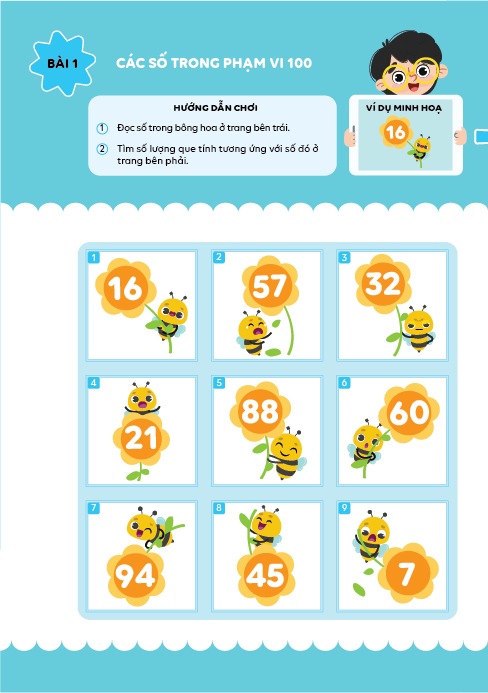 BÀI 1
CÁC SỐ TRONG PHẠM VI 100
HƯỚNG DẪN CHƠI
1 Đọc số trong bông hoa ở trang bên trái.
2 Tìm số lượng que tính tương ứng với số đó ở
trang bên phải.
VÍ DỤ MINH HOẠ
16
1
16
2
57
3
32
4
21
5
88
6
60
7
94
8
45
9
7